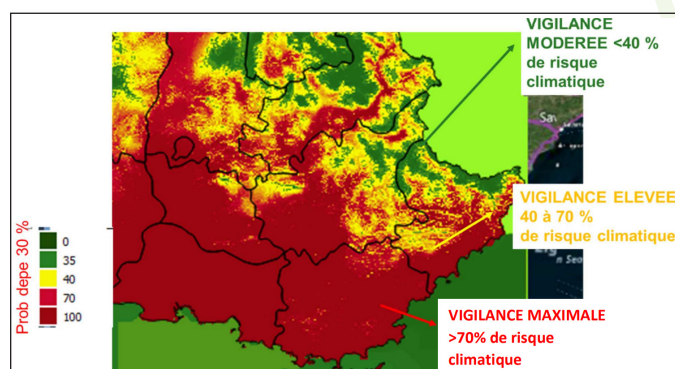 VIGILANCE
MODEREE <40 %
de risque
climatique
VIGILANCE ELEVEE
40 à 70 %
de risque climatique
Prob depe 30 %
0
35
40
70
100
n Sea
VIGILANCE MAXIMALE
>70% de risque
climatique